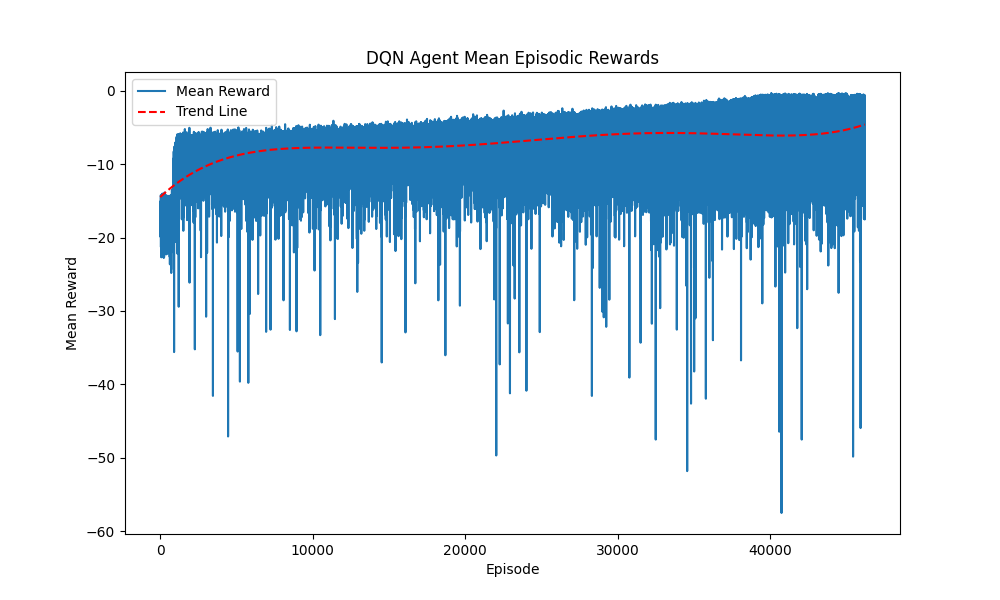 DQN Agent Mean Episodic Rewards
Mean Reward
Trend Line
0
−10
−20
−30
−40
−50
−60
Mean Reward
0
10000
20000
30000
40000
Episode